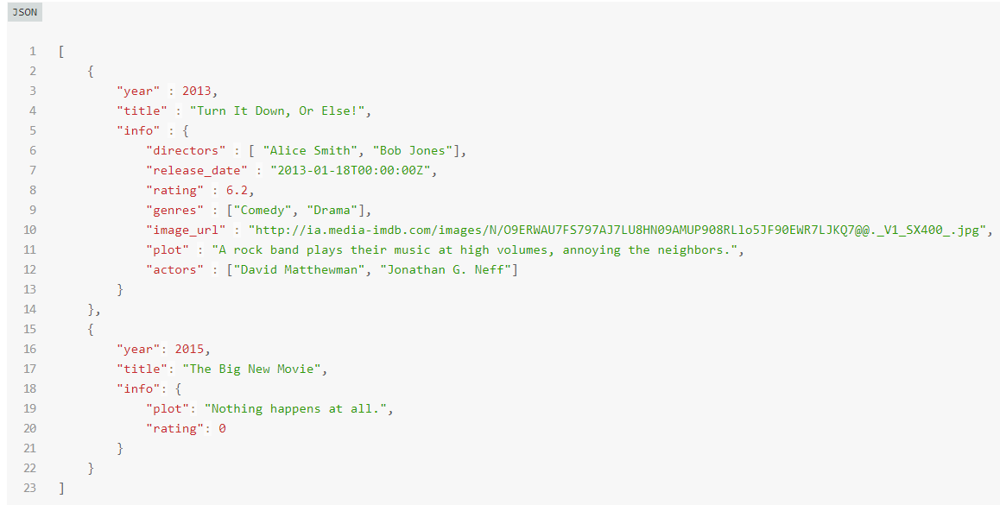 JSON
1 [
2     {
3         "year" : 2013,
4         "title" : "Turn It Down, Or Else!",
5         "info" : {
6             "directors" : [ "Alice Smith", "Bob Jones"],
7             "release_date" : "2013-01-18T00:00:00Z",
8             "rating" : 6.2,
9             "genres" : ["Comedy", "Drama"],
10             "image_url" : "http://ia.media-imdb.com/images/N/O9ERWAU7FS797AJ7LU8HN09AMUP908RLlo5JF90EWR7LJKQ7@@._V1_SX400_.jpg",
11             "plot" : "A rock band plays their music at high volumes, annoying the neighbors.",
12             "actors" : ["David Matthewman", "Jonathan G. Neff"]
13         }
14     },
15     {
16         "year": 2015,
17         "title": "The Big New Movie",
18         "info": {
19             "plot": "Nothing happens at all.",
20             "rating": 0
21         }
22     }
23 ]